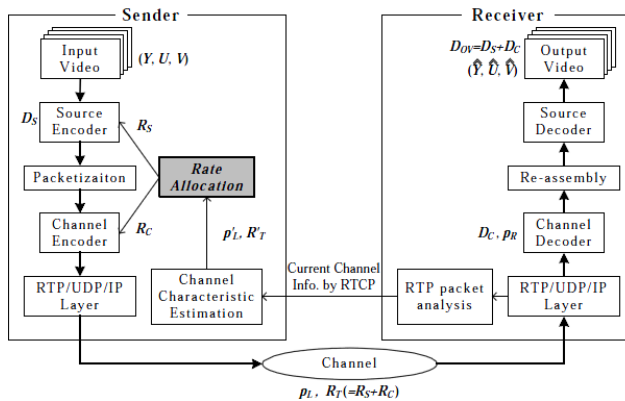 Sender
Input
Video
(Y, U, V)
D_S
Source
Encoder
R_S
Packetizaiton
Rate
Allocation
Channel
Encoder
R_C
p'_L, R'_T
RTP/UDP/IP
Layer
Channel
Characteristic
Estimation
Current Channel
Info. by RTCP
Receiver
D_OV=D_S+D_C
(Ŷ, Û, V̂)
Output
Video
Source
Decoder
Re-assembly
D_C, p_R
Channel
Decoder
RTP packet
analysis
RTP/UDP/IP
Layer
Channel
p_L, R_T(=R_S+R_C)